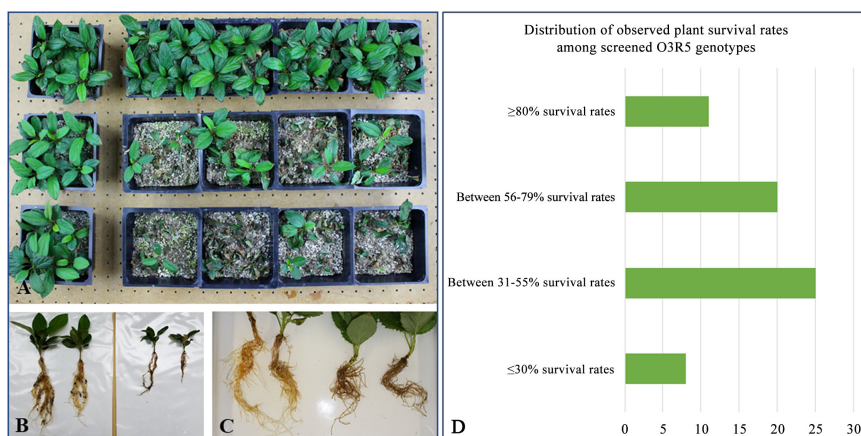 A
B
C
Distribution of observed plant survival rates
among screened O3R5 genotypes
≥80% survival rates
Between 56-79% survival rates
Between 31-55% survival rates
≤30% survival rates
0 5 10 15 20 25 30
D